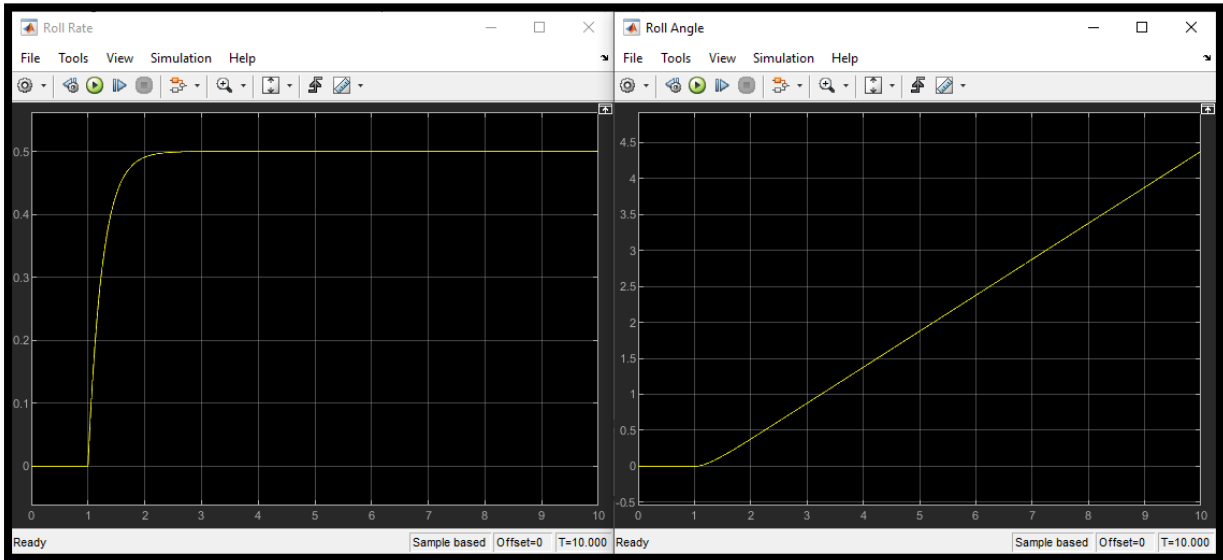 Roll Rate
File Tools View Simulation Help
0.5
0.4
0.3
0.2
0.1
0
0 1 2 3 4 5 6 7 8 9 10
Ready Sample based Offset=0 T=10.000
Roll Angle
File Tools View Simulation Help
4.5
4
3.5
3
2.5
2
1.5
1
0.5
0
-0.5
0 1 2 3 4 5 6 7 8 9 10
Ready Sample based Offset=0 T=10.000